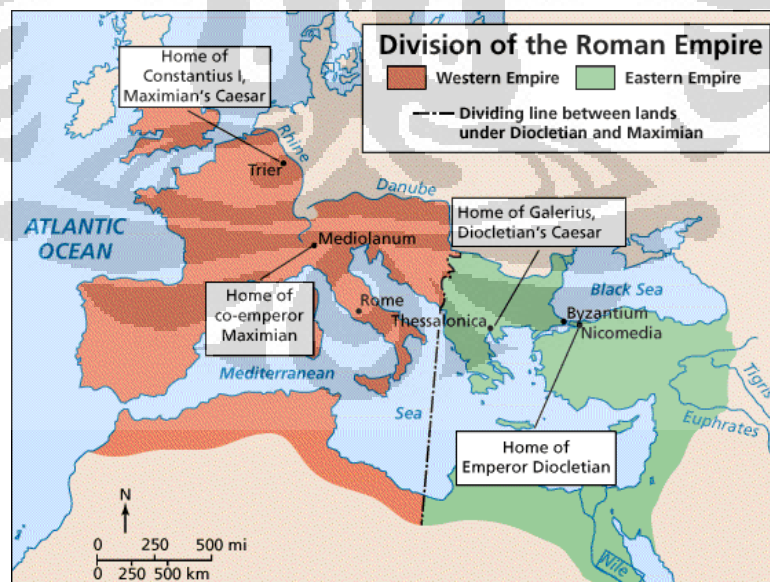 Division of the Roman Empire
Western Empire
Eastern Empire
Dividing line between lands
under Diocletian and Maximian
Home of
Constantius I,
Maximian's Caesar
Rhine
Trier
Danube
Home of Galerius,
Diocletian's Caesar
ATLANTIC
OCEAN
Mediolanum
Black Sea
Home of
co-emperor
Maximian
Rome
Thessalonica
Byzantium
Nicomedia
Mediterranean
Sea
Tigris
Euphrates
Home of
Emperor Diocletian
N
0 250 500 mi
0 250 500 km
Nile